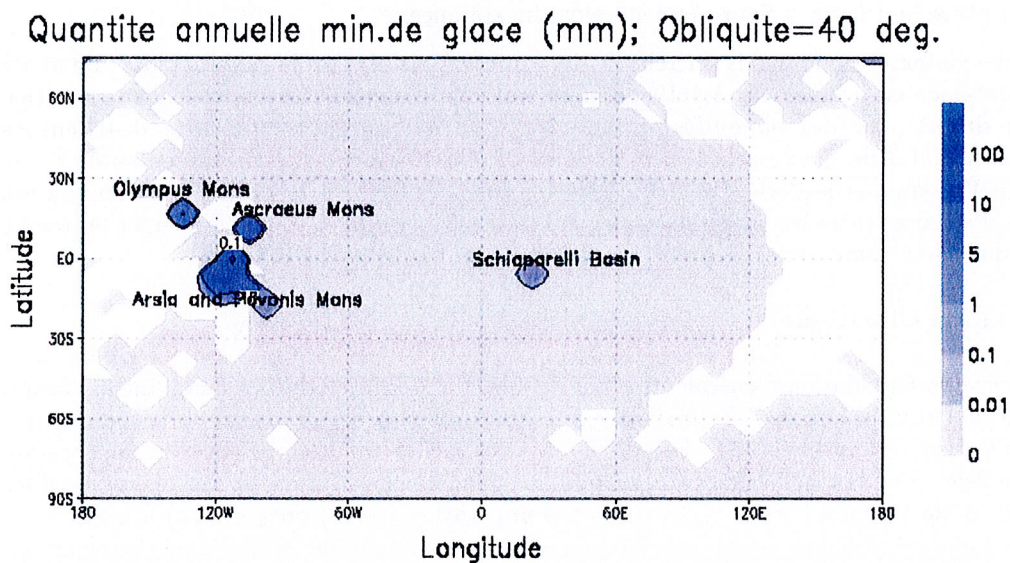 Quantite annuelle min.de glace (mm); Obliquite=40 deg.
60N
30N
EQ
30S
60S
90S
Latitude
Olympus Mons
Ascraeus Mons
0.1
Arsia and Pavonis Mons
Schiaparelli Basin
180
120W
60W
0
60E
120E
180
Longitude
100
10
5
1
0.1
0.01
0